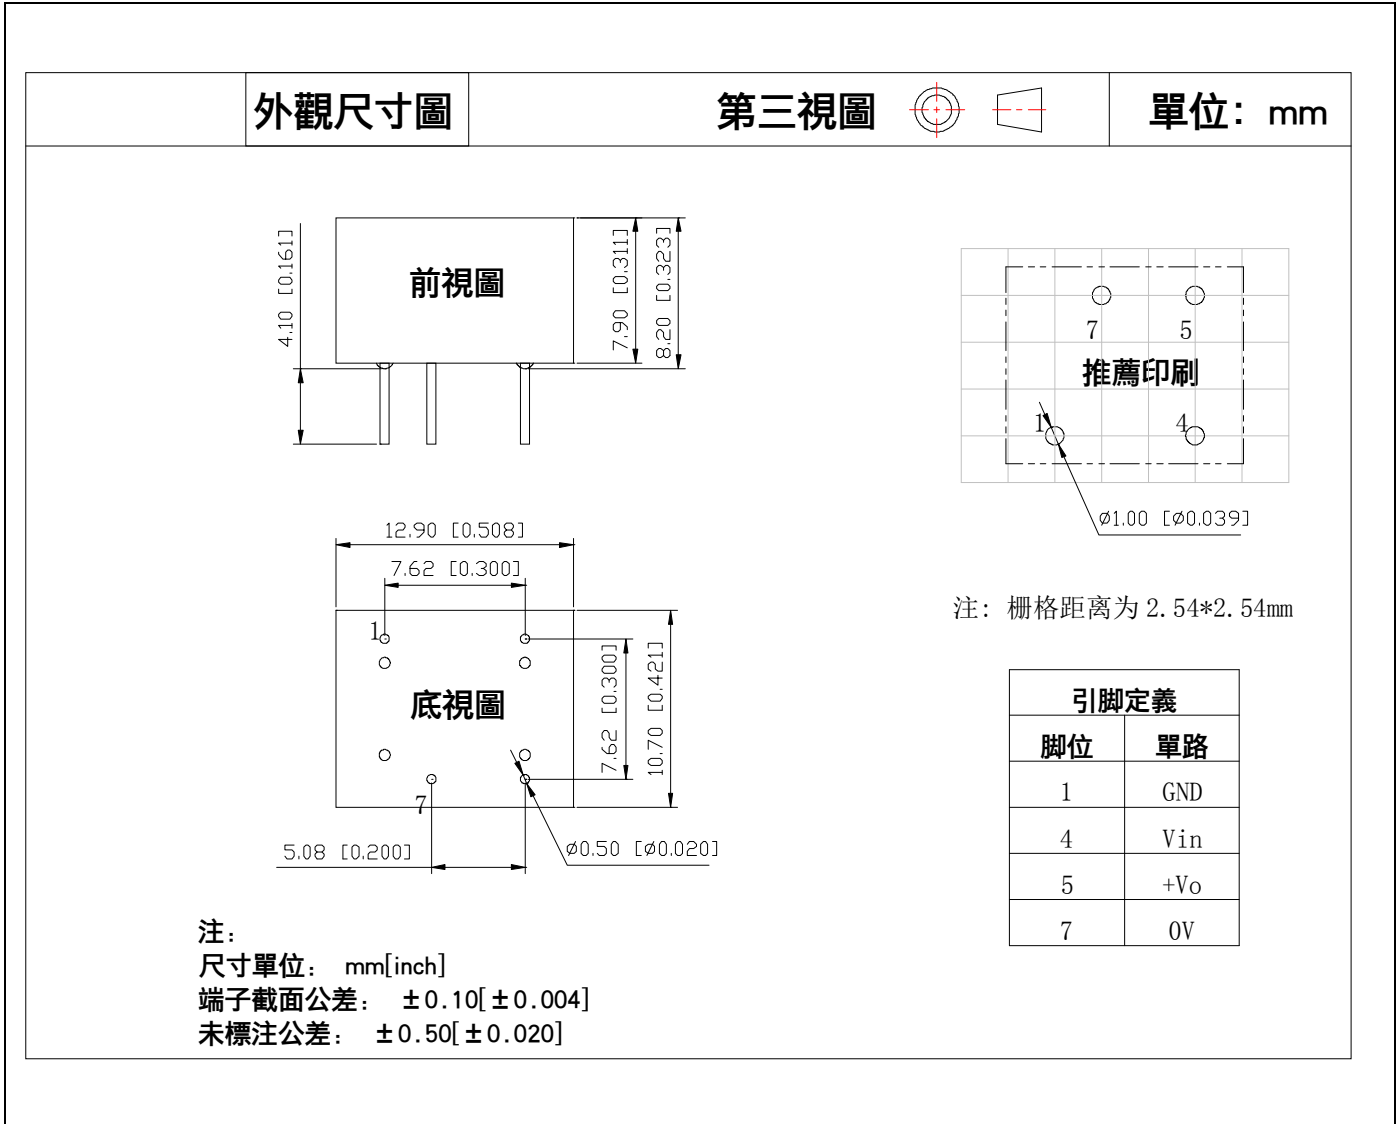 外觀尺寸圖
第三視圖
單位：mm
前視圖
4.10 [0.161]
7.90 [0.311]
8.20 [0.323]
7
5
推薦印刷
1
4
ø1.00 [ø0.039]
注: 栅格距离为 2.54*2.54mm
12.90 [0.508]
7.62 [0.300]
1
底視圖
7.62 [0.300]
10.70 [0.421]
7
5.08 [0.200]
ø0.50 [ø0.020]
引脚定義
脚位 單路
1 GND
4 Vin
5 +Vo
7 0V
注：
尺寸單位： mm[inch]
端子截面公差： ±0.10[±0.004]
未標注公差： ±0.50[±0.020]